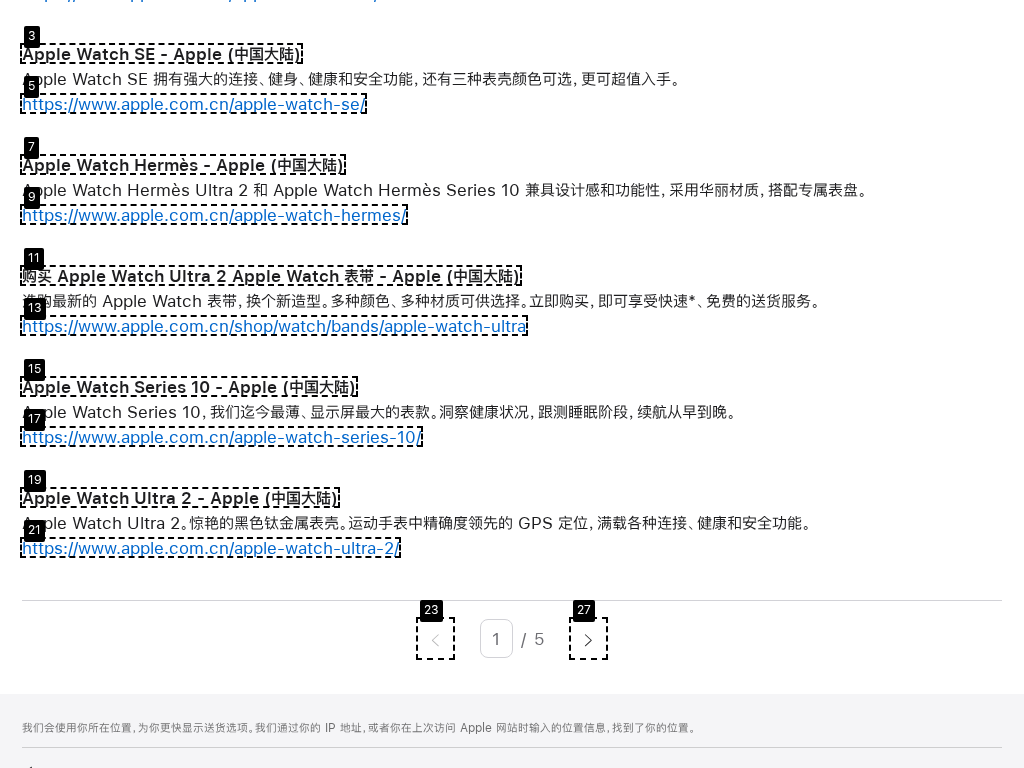 3
Apple Watch SE - Apple (中国大陆)
Apple Watch SE 拥有强大的连接、健身、健康和安全功能, 还有三种表壳颜色可选, 更可超值入手。
5
https://www.apple.com.cn/apple-watch-se/
7
Apple Watch Hermès - Apple (中国大陆)
Apple Watch Hermès Ultra 2 和 Apple Watch Hermès Series 10 兼具设计感和功能性, 采用华丽材质, 搭配专属表盘。
9
https://www.apple.com.cn/apple-watch-hermes/
11
购买 Apple Watch Ultra 2 Apple Watch 表带 - Apple (中国大陆)
选购最新的 Apple Watch 表带, 换个新造型。多种颜色、多种材质可供选择。立即购买, 即可享受快速*、免费的送货服务。
13
https://www.apple.com.cn/shop/watch/bands/apple-watch-ultra
15
Apple Watch Series 10 - Apple (中国大陆)
Apple Watch Series 10, 我们迄今最薄、显示屏最大的表款。洞察健康状况, 跟测睡眠阶段, 续航从早到晚。
17
https://www.apple.com.cn/apple-watch-series-10/
19
Apple Watch Ultra 2 - Apple (中国大陆)
Apple Watch Ultra 2。惊艳的黑色钛金属表壳。运动手表中精确度领先的 GPS 定位, 满载各种连接、健康和安全功能。
21
https://www.apple.com.cn/apple-watch-ultra-2/
23
27
1 / 5
我们会使用你所在位置, 为你更快显示送货选项。我们通过你的 IP 地址, 或者你在上次访问 Apple 网站时输入的位置信息, 找到了你的位置。